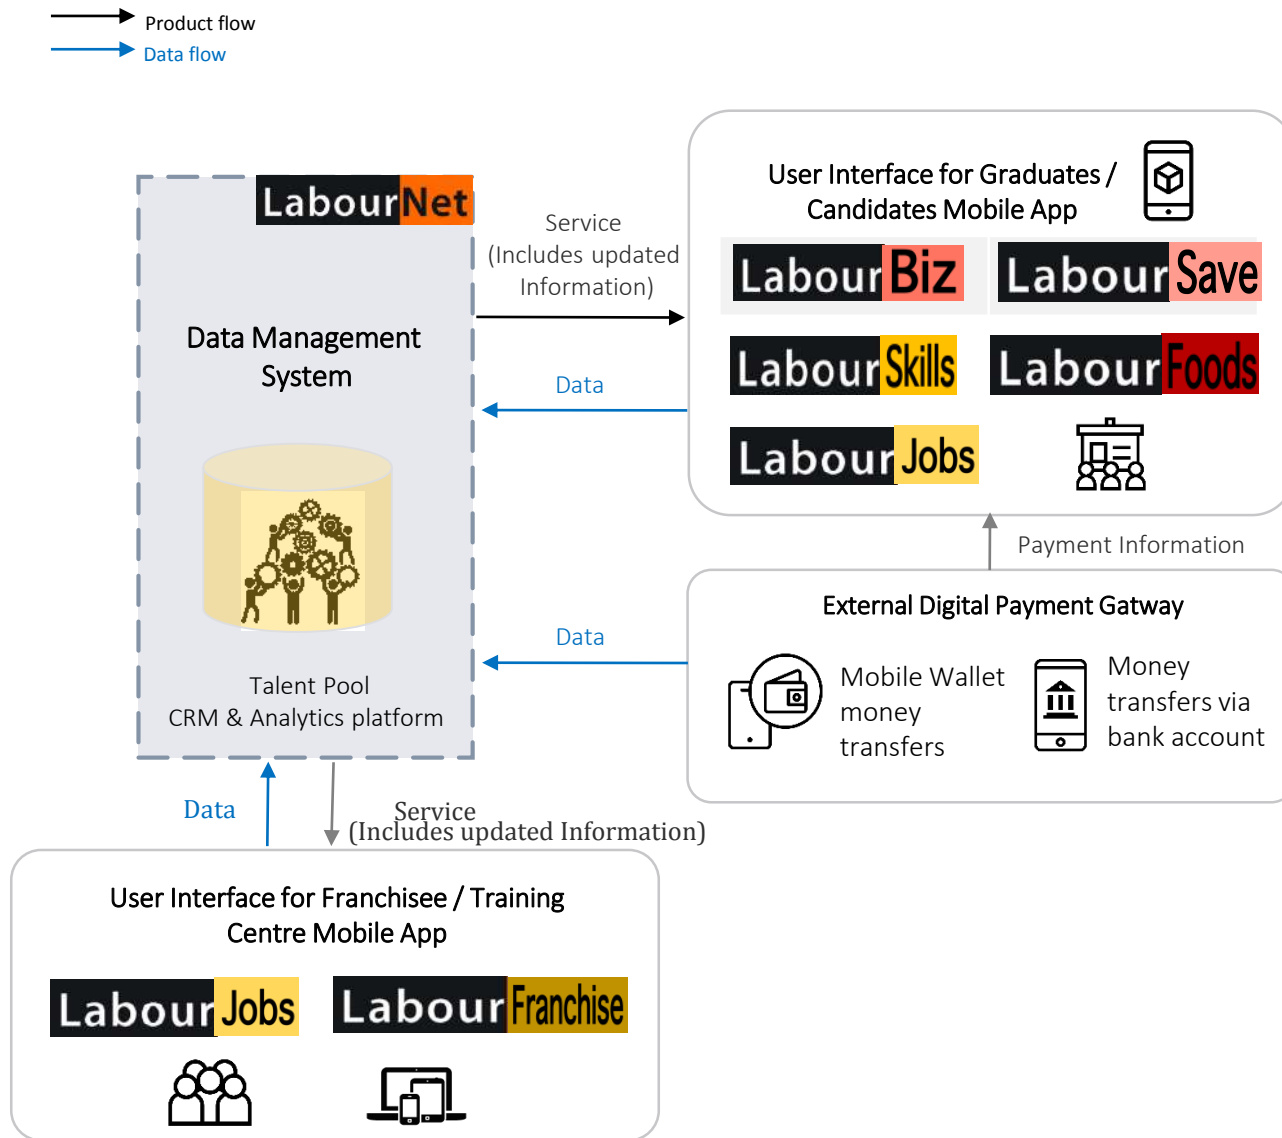 Product flow
Data flow
LabourNet
Data Management
System
Talent Pool
CRM & Analytics platform
Service
(Includes updated
Information)
Data
User Interface for Graduates /
Candidates Mobile App
LabourBiz
LabourSave
LabourSkills
LabourFoods
LabourJobs
Payment Information
External Digital Payment Gatway
Mobile Wallet
money
transfers
Money
transfers via
bank account
Data
Data
Service
(Includes updated Information)
User Interface for Franchisee / Training
Centre Mobile App
LabourJobs
LabourFranchise